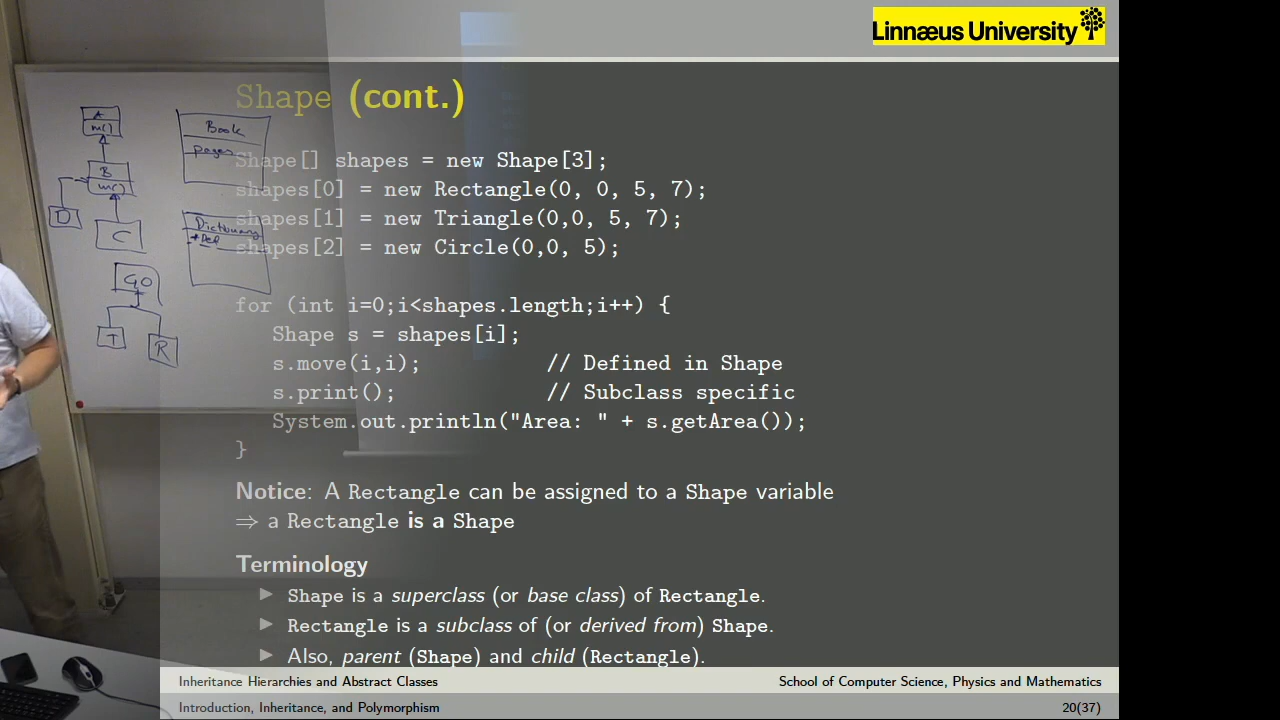 Linnæus University
Shape (cont.)
Shape[] shapes = new Shape[3];
shapes[0] = new Rectangle(0, 0, 5, 7);
shapes[1] = new Triangle(0,0, 5, 7);
shapes[2] = new Circle(0,0, 5);
for (int i=0;i<shapes.length;i++) {
Shape s = shapes[i];
s.move(i,i); // Defined in Shape
s.print(); // Subclass specific
System.out.println("Area: " + s.getArea());
}
Notice: A Rectangle can be assigned to a Shape variable
⇒ a Rectangle is a Shape
Terminology
▶ Shape is a superclass (or base class) of Rectangle.
▶ Rectangle is a subclass of (or derived from) Shape.
▶ Also, parent (Shape) and child (Rectangle).
Inheritance Hierarchies and Abstract Classes School of Computer Science, Physics and Mathematics
Introduction, Inheritance, and Polymorphism 20(37)
A
m()
B
m()
D
C
GO
T
R
Book
pages
Dictionary